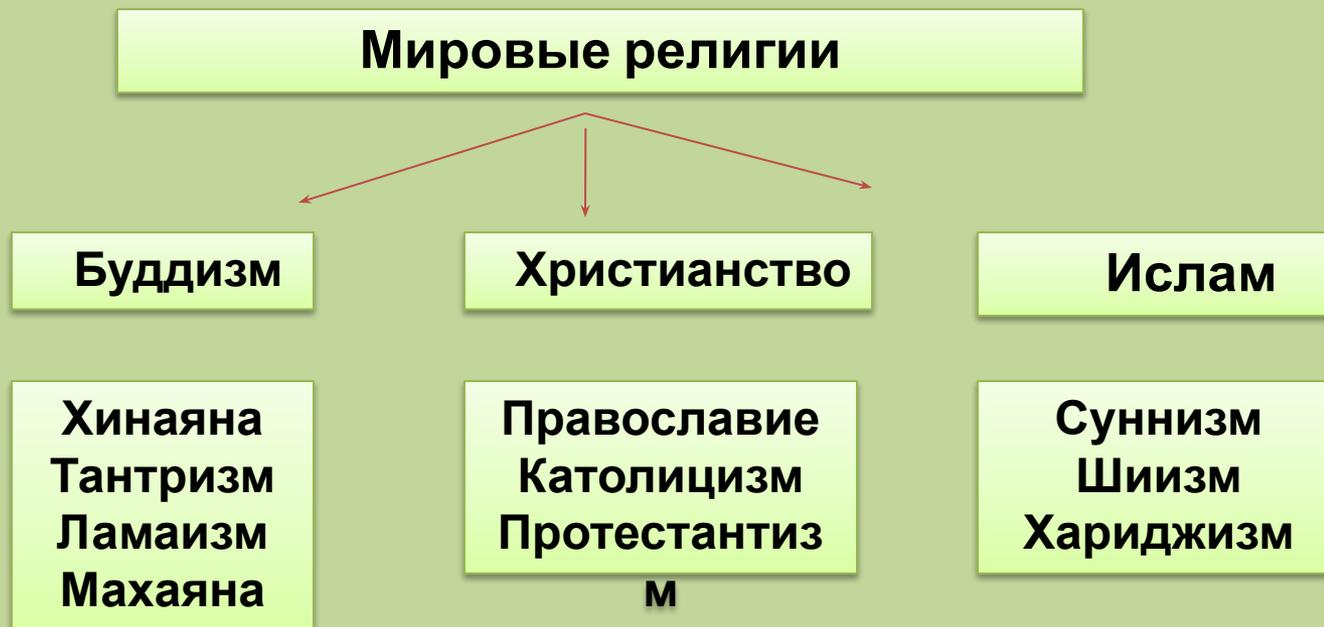 Мировые религии
Буддизм
Христианство
Ислам
Хинаяна
Тантризм
Ламаизм
Махаяна
Православие
Католицизм
Протестантиз
м
Суннизм
Шиизм
Хариджизм